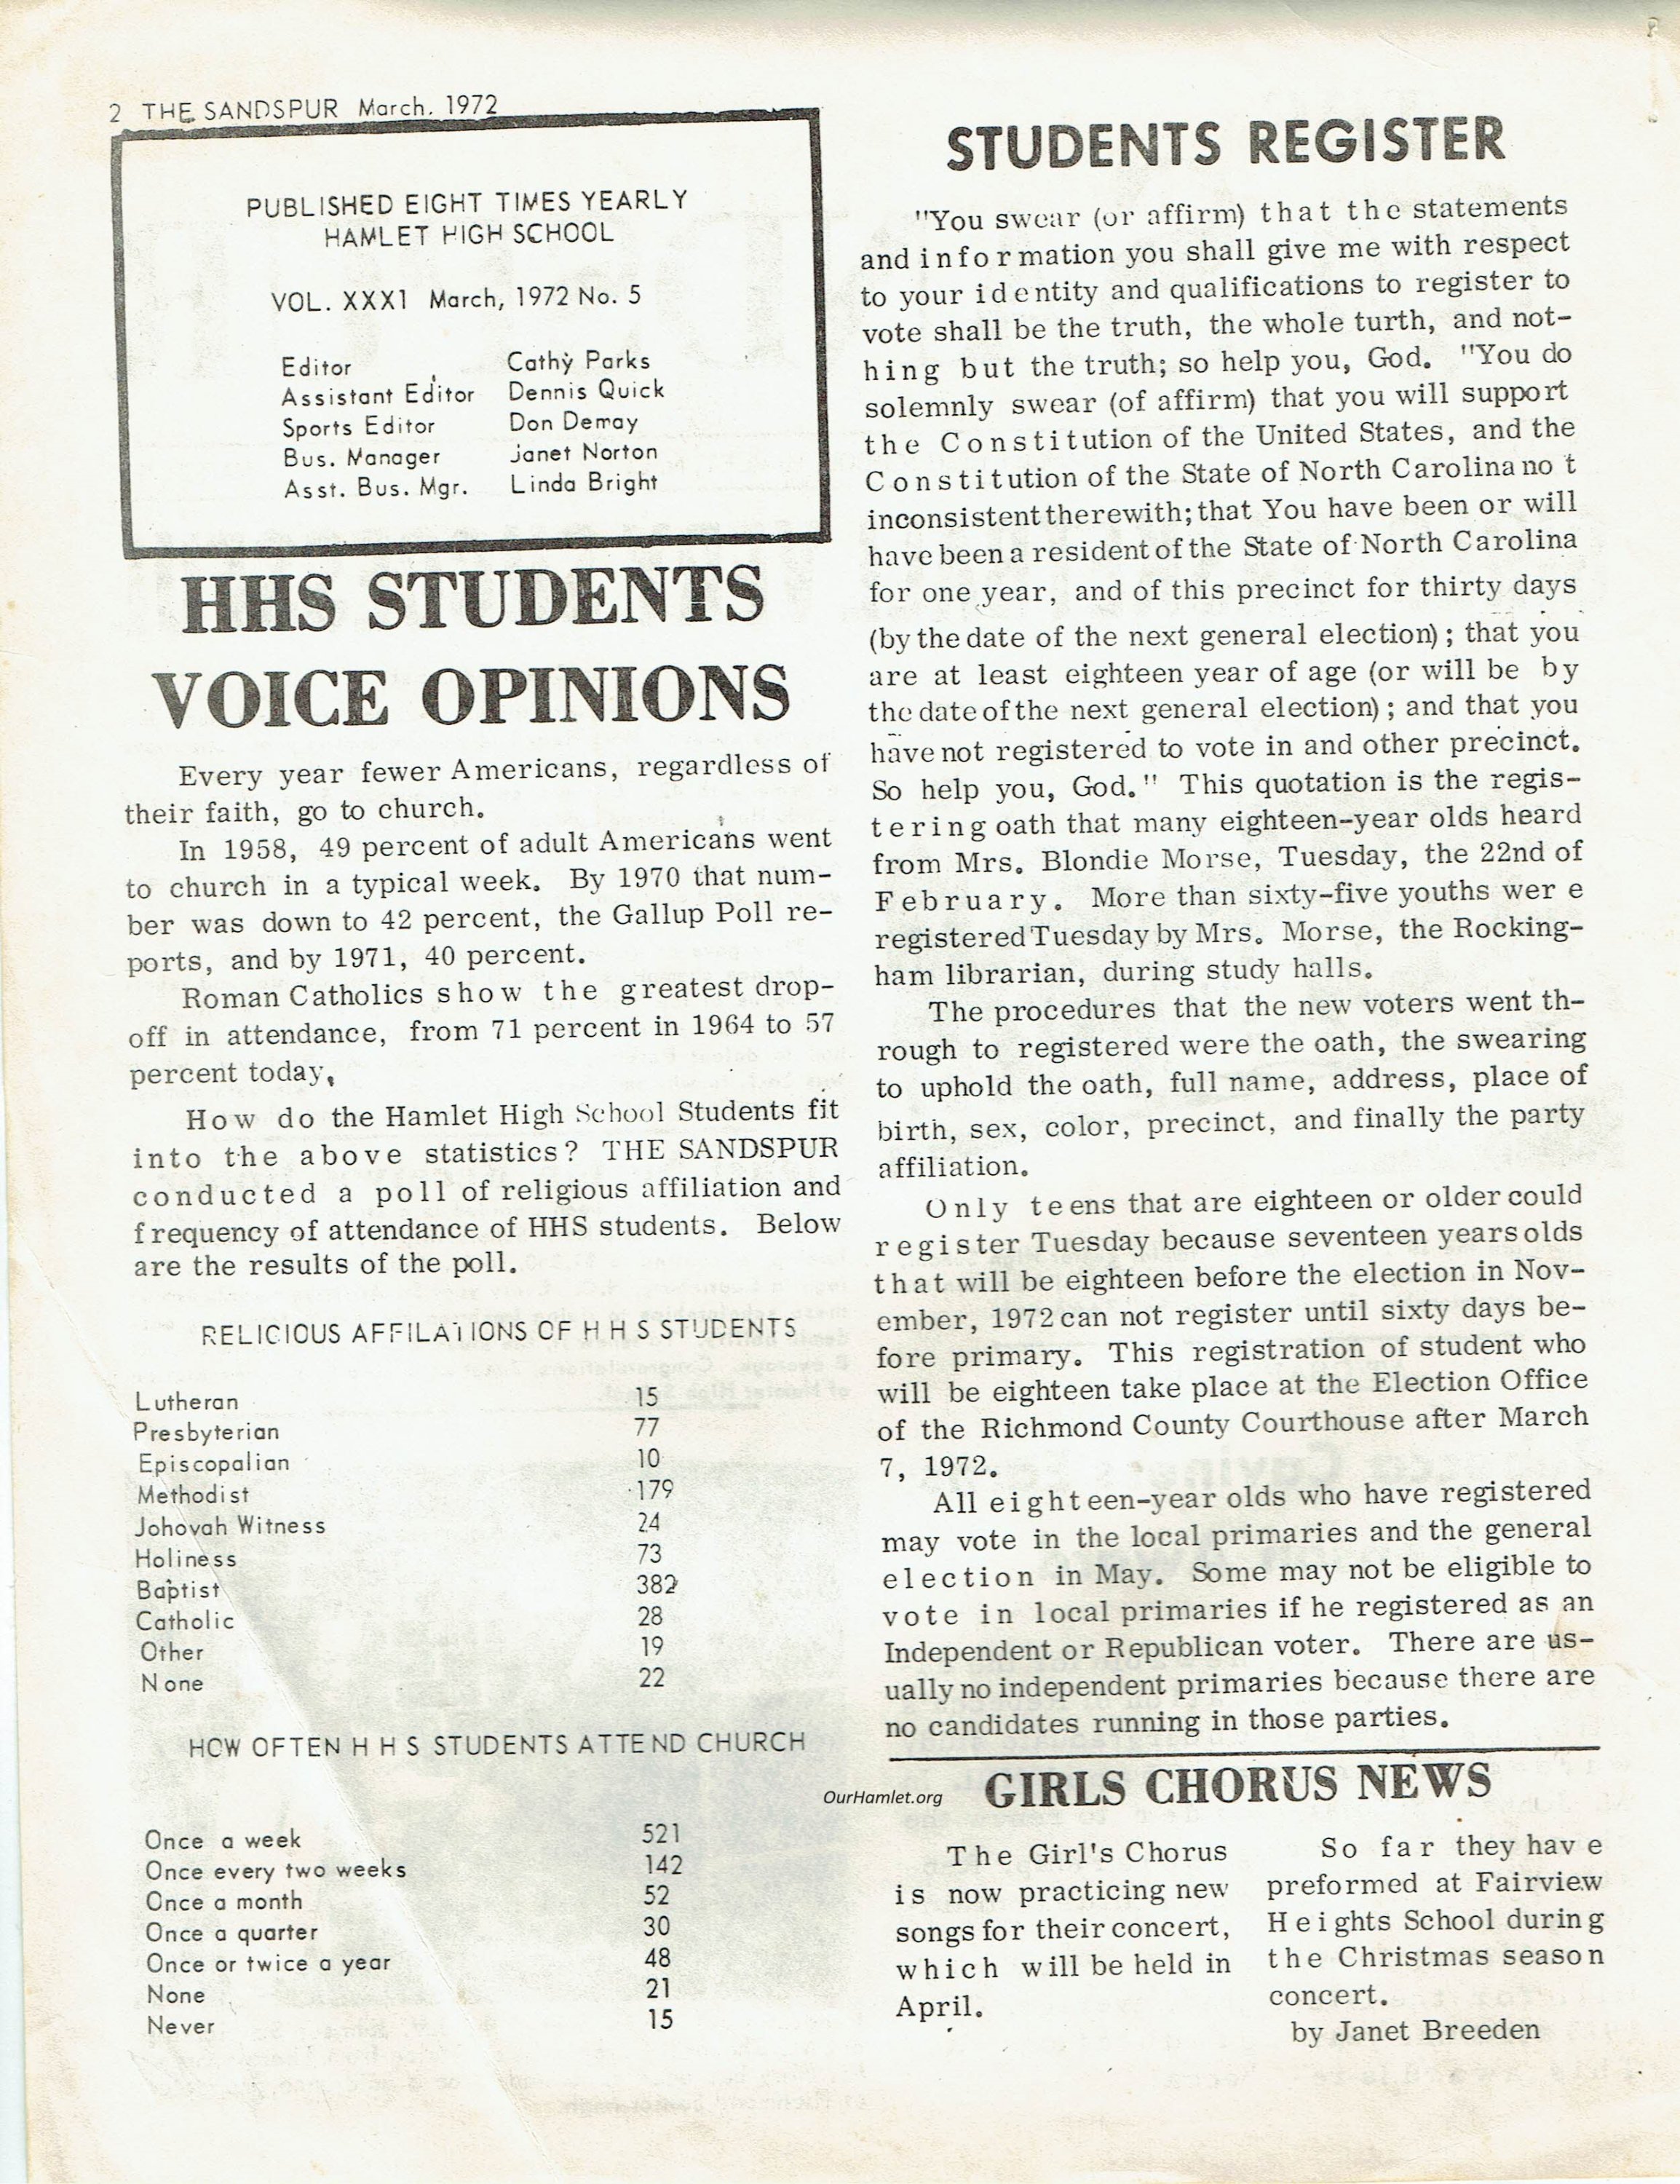 2 THE SANDSPUR March, 1972
PUBLISHED EIGHT TIMES YEARLY
HAMLET HIGH SCHOOL
VOL. XXX1 March, 1972 No. 5
Editor Cathy Parks
Assistant Editor Dennis Quick
Sports Editor Don Demay
Bus. Manager Janet Norton
Asst. Bus. Mgr. Linda Bright
HHS STUDENTS
VOICE OPINIONS
Every year fewer Americans, regardless of
their faith, go to church.
In 1958, 49 percent of adult Americans went
to church in a typical week. By 1970 that num-
ber was down to 42 percent, the Gallup Poll re-
ports, and by 1971, 40 percent.
Roman Catholics show the greatest drop-
off in attendance, from 71 percent in 1964 to 57
percent today,
How do the Hamlet High School Students fit
into the above statistics? THE SANDSPUR
conducted a poll of religious affiliation and
frequency of attendance of HHS students. Below
are the results of the poll.
RELICIOUS AFFILATIONS OF H H S STUDENTS
Lutheran 15
Presbyterian 77
Episcopalian 10
Methodist 179
Johovah Witness 24
Holiness 73
Baptist 382
Catholic 28
Other 19
None 22
HOW OFTEN H H S STUDENTS ATTEND CHURCH
Once a week 521
Once every two weeks 142
Once a month 52
Once a quarter 30
Once or twice a year 48
None 21
Never 15
STUDENTS REGISTER
"You swear (or affirm) that the statements
and information you shall give me with respect
to your identity and qualifications to register to
vote shall be the truth, the whole turth, and not-
hing but the truth; so help you, God. "You do
solemnly swear (of affirm) that you will support
the Constitution of the United States, and the
Constitution of the State of North Carolina no t
inconsistent therewith; that You have been or will
have been a resident of the State of North Carolina
for one year, and of this precinct for thirty days
(by the date of the next general election); that you
are at least eighteen year of age (or will be by
the date of the next general election); and that you
have not registered to vote in and other precinct.
So help you, God." This quotation is the regis-
tering oath that many eighteen-year olds heard
from Mrs. Blondie Morse, Tuesday, the 22nd of
February. More than sixty-five youths wer e
registered Tuesday by Mrs. Morse, the Rocking-
ham librarian, during study halls.
The procedures that the new voters went th-
rough to registered were the oath, the swearing
to uphold the oath, full name, address, place of
birth, sex, color, precinct, and finally the party
affiliation.
Only teens that are eighteen or older could
register Tuesday because seventeen years olds
that will be eighteen before the election in Nov-
ember, 1972 can not register until sixty days be-
fore primary. This registration of student who
will be eighteen take place at the Election Office
of the Richmond County Courthouse after March
7, 1972.
All eighteen-year olds who have registered
may vote in the local primaries and the general
election in May. Some may not be eligible to
vote in local primaries if he registered as an
Independent or Republican voter. There are us-
ually no independent primaries because there are
no candidates running in those parties.
OurHamlet.org
GIRLS CHORUS NEWS
The Girl's Chorus
is now practicing new
songs for their concert,
which will be held in
April.
So far they hav e
preformed at Fairview
Heights School during
the Christmas season
concert.
by Janet Breeden